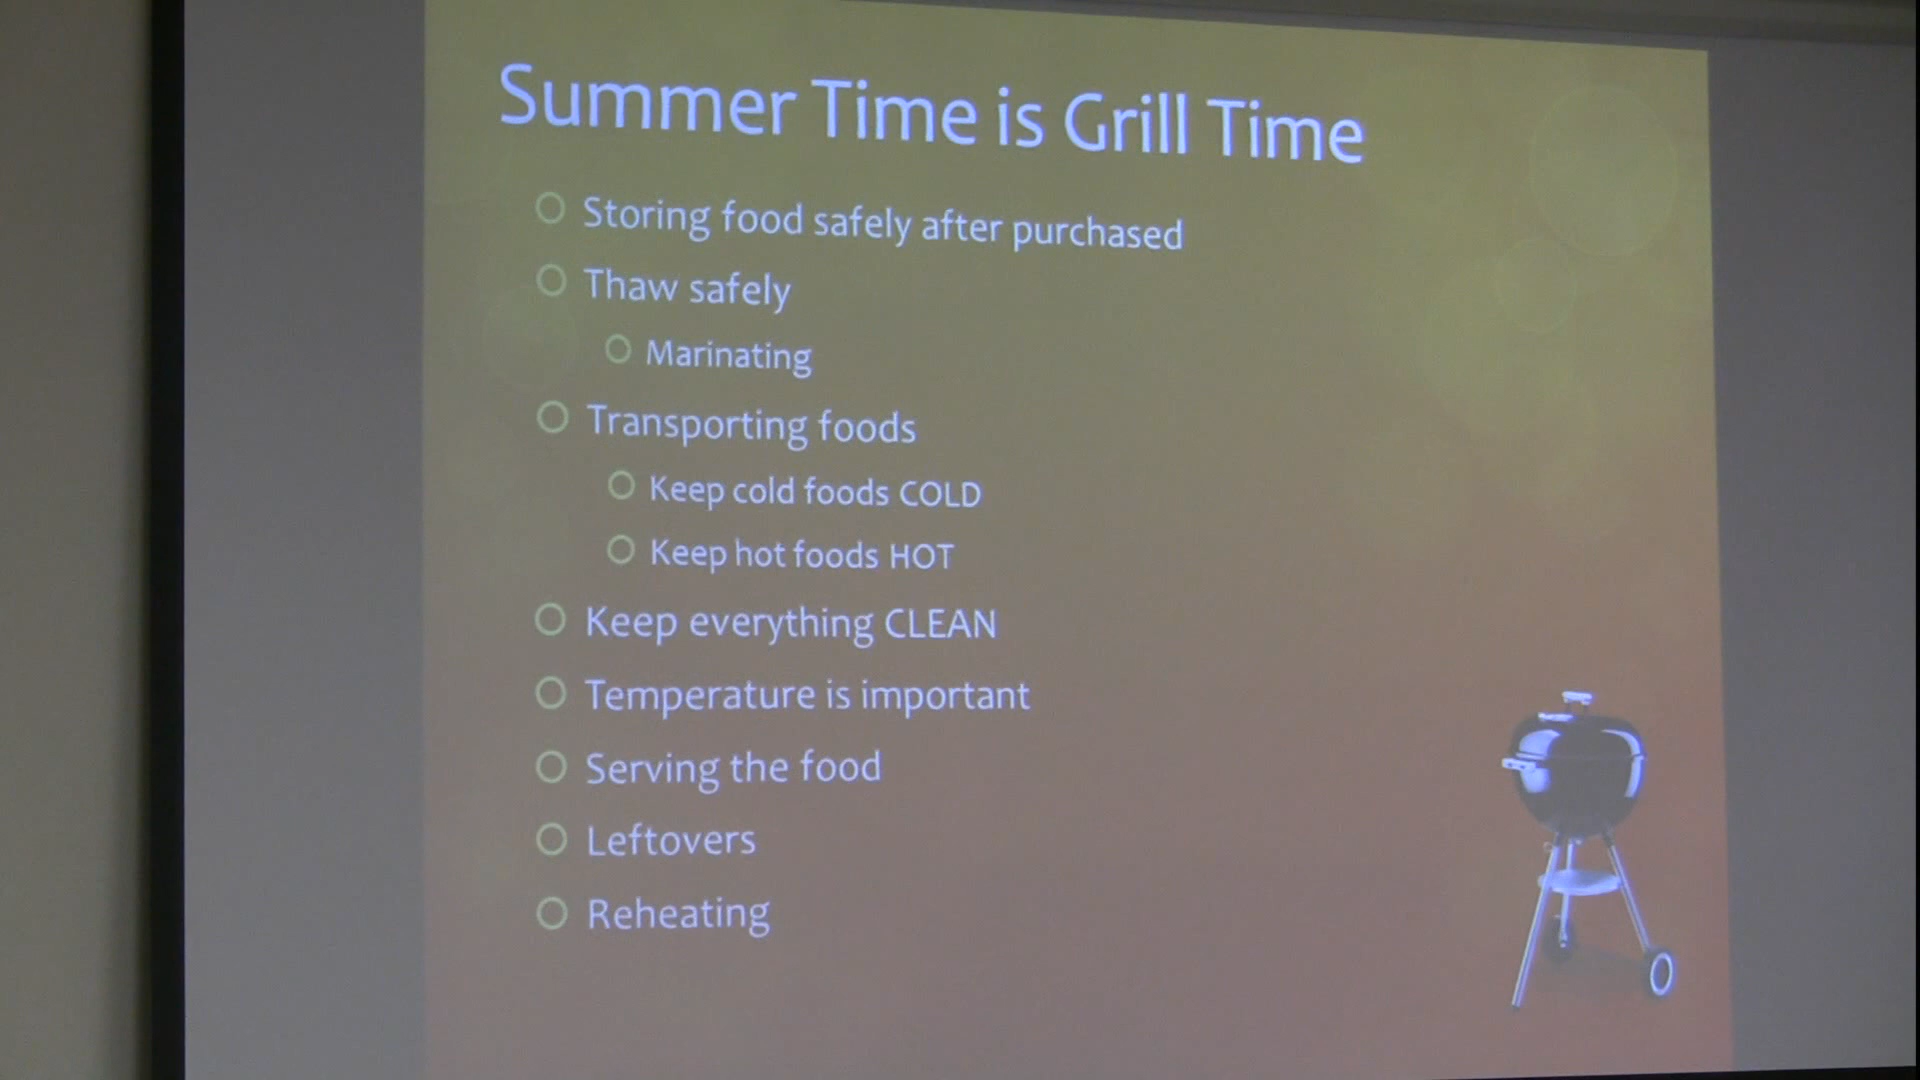 Summer Time is Grill Time
Storing food safely after purchased
Thaw safely
Marinating
Transporting foods
Keep cold foods COLD
Keep hot foods HOT
Keep everything CLEAN
Temperature is important
Serving the food
Leftovers
Reheating